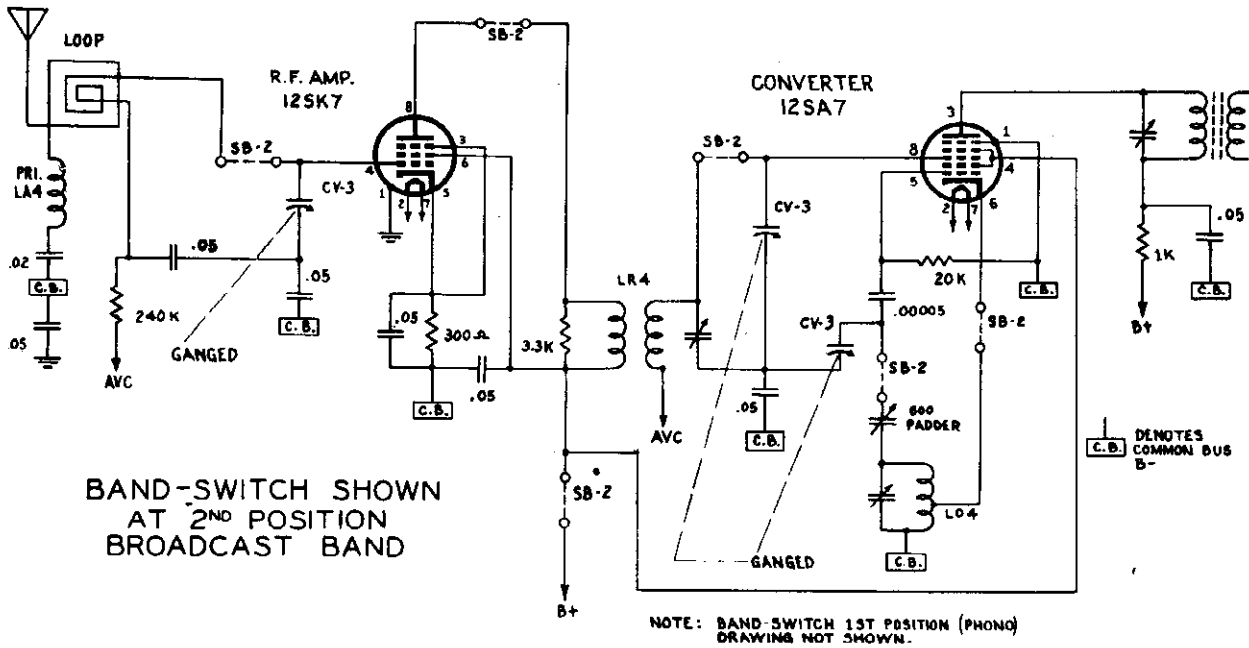 LOOP
R.F. AMP.
12SK7
CONVERTER
12SA7
SB-2
8
3
6
4
1
2
7
5
SB-2
CV-3
SB-2
CV-3
3
1
8
4
5
2
7
6
PRI.
LA4
.02
C.B.
.05
.05
.05
C.B.
240K
AVC
GANGED
.05
300Ω
.05
C.B.
3.3K
LR4
AVC
.05
C.B.
CV-3
20K
.00005
C.B.
SB-2
SB-2
600
PADDER
LO4
C.B.
1K
.05
C.B.
B+
C.B. DENOTES
COMMON BUS
B-
SB-2
B+
GANGED
BAND-SWITCH SHOWN
AT 2ND POSITION
BROADCAST BAND
NOTE: BAND-SWITCH 1ST POSITION (PHONO)
DRAWING NOT SHOWN.